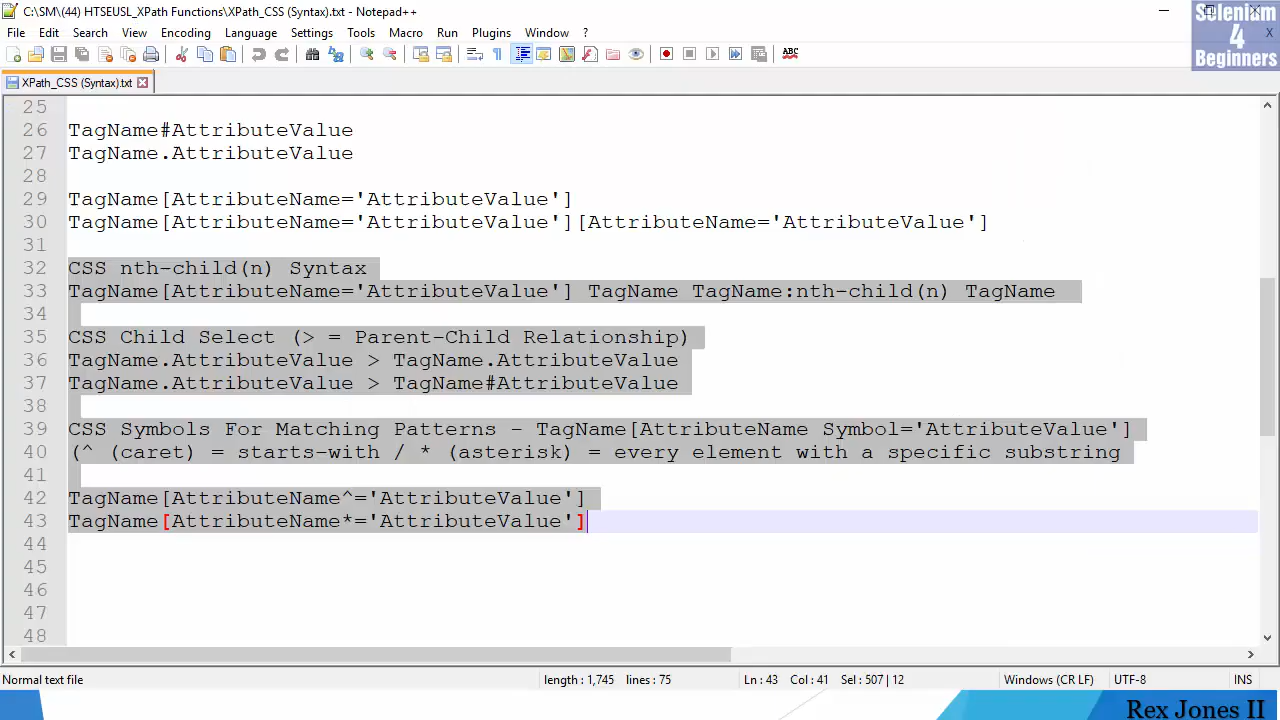 C:\SM\(44) HTSEUSL_XPath Functions\XPath_CSS (Syntax).txt - Notepad++
Selenium
4
Beginners
File Edit Search View Encoding Language Settings Tools Macro Run Plugins Window ?
X
ABC
XPath_CSS (Syntax).txt
25
26 TagName#AttributeValue
27 TagName.AttributeValue
28
29 TagName[AttributeName='AttributeValue']
30 TagName[AttributeName='AttributeValue'][AttributeName='AttributeValue']
31
32 CSS nth-child(n) Syntax
33 TagName[AttributeName='AttributeValue'] TagName TagName:nth-child(n) TagName
34
35 CSS Child Select (> = Parent-Child Relationship)
36 TagName.AttributeValue > TagName.AttributeValue
37 TagName.AttributeValue > TagName#AttributeValue
38
39 CSS Symbols For Matching Patterns - TagName[AttributeName Symbol='AttributeValue']
40 (^ (caret) = starts-with / * (asterisk) = every element with a specific substring
41
42 TagName[AttributeName^='AttributeValue']
43 TagName[AttributeName*='AttributeValue']
44
45
46
47
48
Normal text file length : 1,745 lines : 75 Ln : 43 Col : 41 Sel : 507 | 12 Windows (CR LF) UTF-8 INS
Rex Jones II